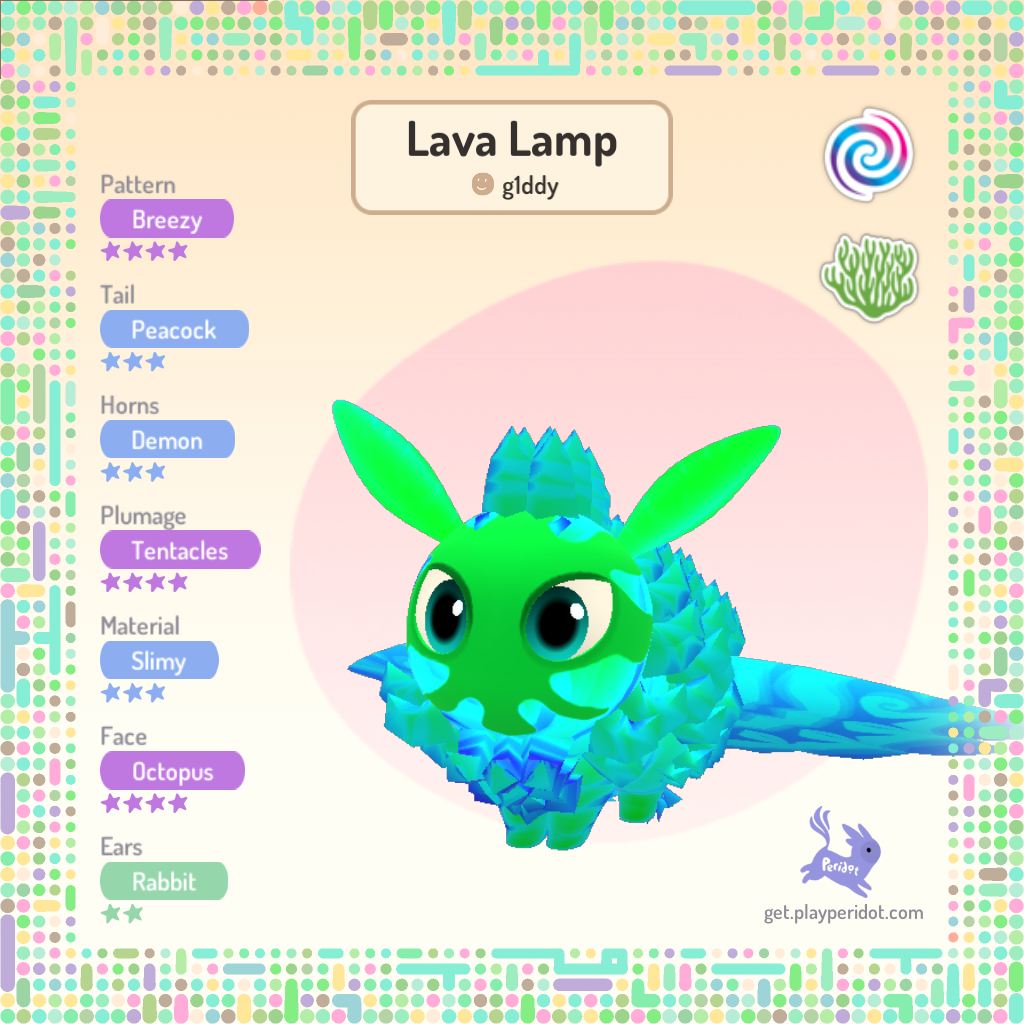 Lava Lamp
g1ddy
Pattern
Breezy
Tail
Peacock
Horns
Demon
Plumage
Tentacles
Material
Slimy
Face
Octopus
Ears
Rabbit
Peridot
get.playperidot.com